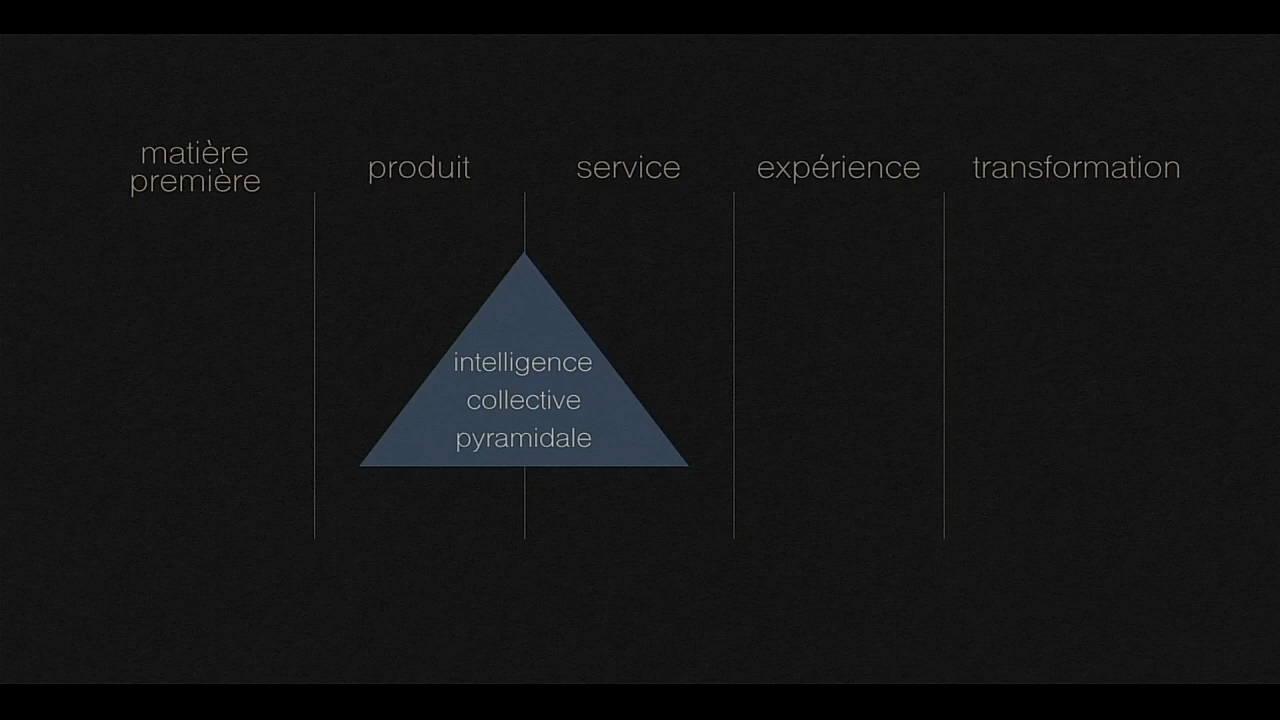 matière
première
produit
service
expérience
transformation
intelligence
collective
pyramidale